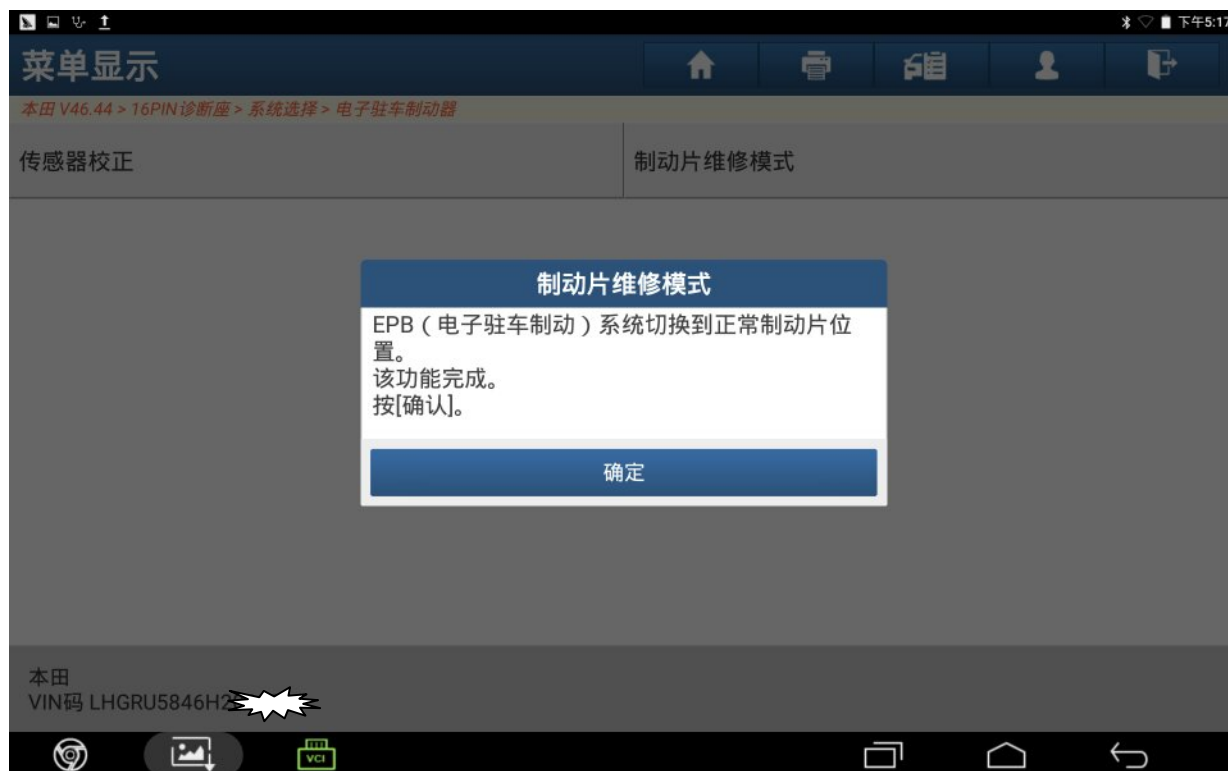 下午5:17
菜单显示
本田 V46.44 > 16PIN诊断座 > 系统选择 > 电子驻车制动器
传感器校正
制动片维修模式
制动片维修模式
EPB（电子驻车制动）系统切换到正常制动片位
置。
该功能完成。
按[确认]。
确定
本田
VIN码 LHGRU5846H2
VCI